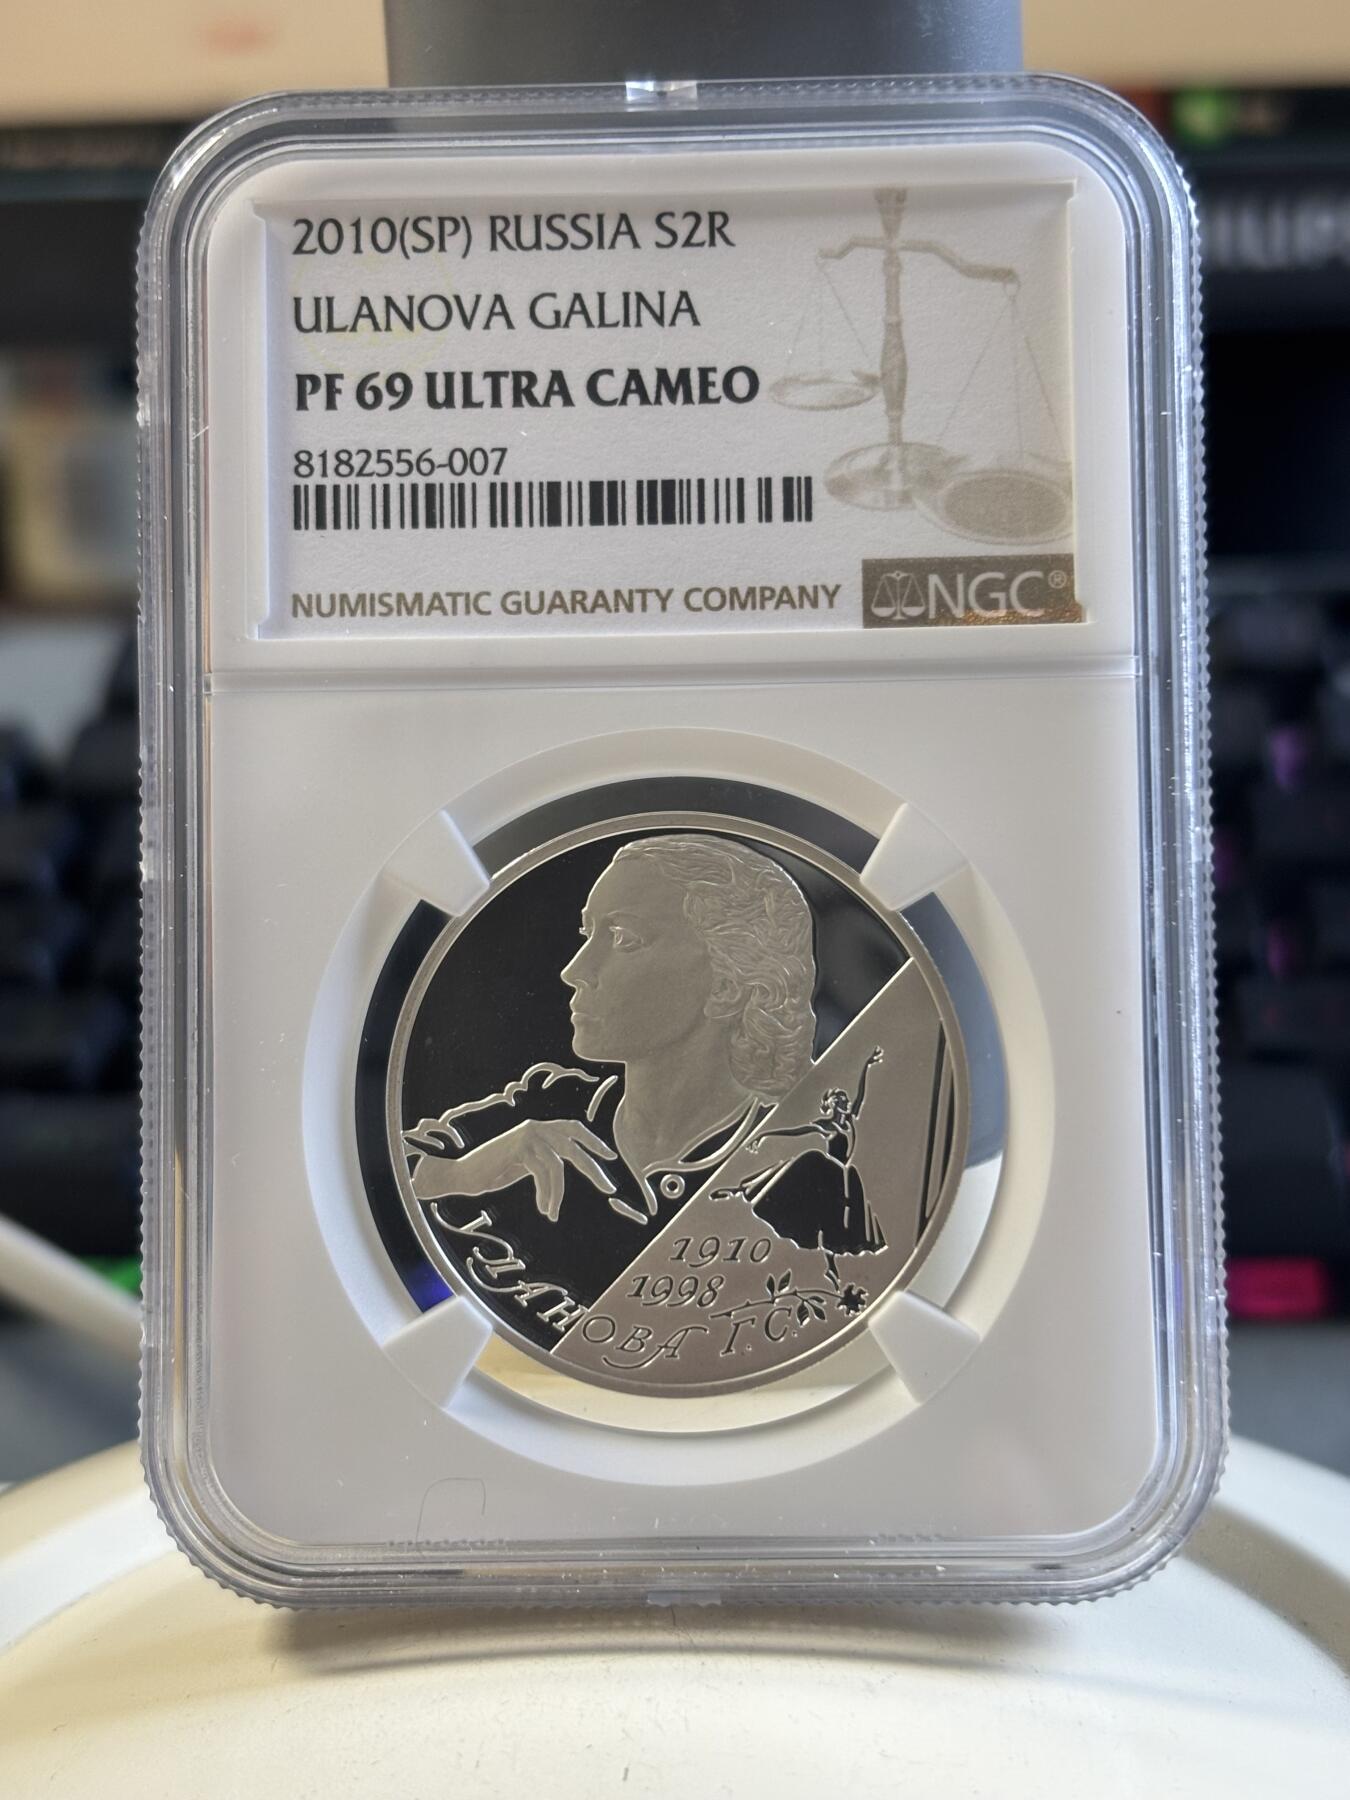 2010(SP) RUSSIA S2R
ULANOVA GALINA
PF 69 ULTRA CAMEO
8182556-007
NUMISMATIC GUARANTY COMPANY
NGC®
1910
1998
УЛАНОВА Г.С.